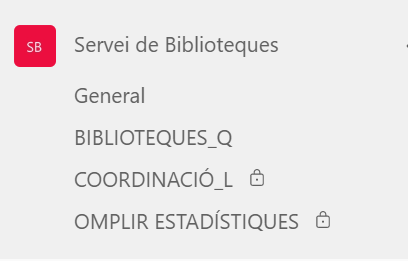 SB Servei de Biblioteques
General
BIBLIOTEQUES_Q
COORDINACIÓ_L
OMPLIR ESTADÍSTIQUES